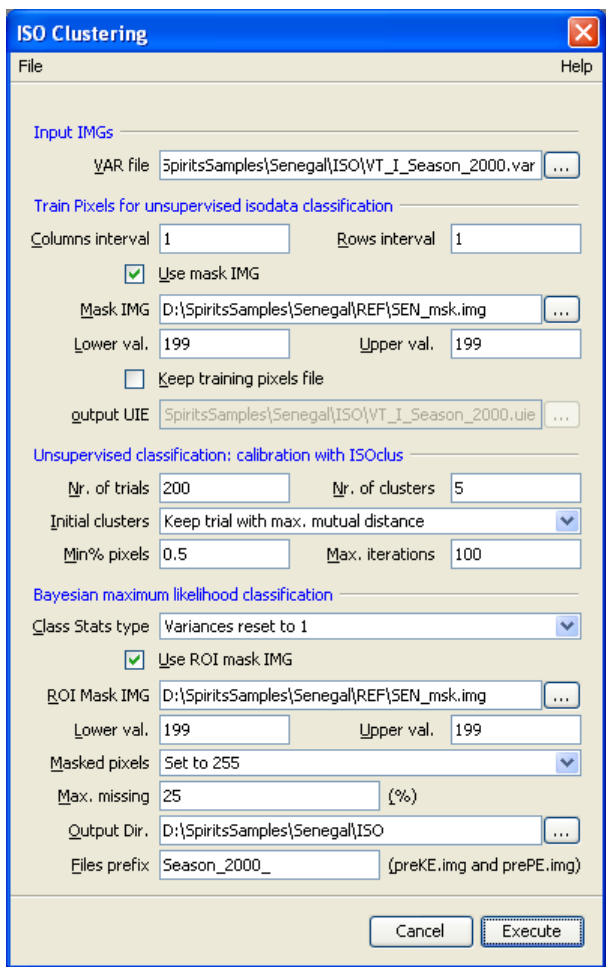 ISO Clustering
File Help
Input IMGs
VAR file SpiritsSamples\Senegal\ISO\VT_I_Season_2000.var ...
Train Pixels for unsupervised isodata classification
Columns interval 1 Rows interval 1
Use mask IMG
Mask IMG D:\SpiritsSamples\Senegal\REF\SEN_msk.img ...
Lower val. 199 Upper val. 199
Keep training pixels file
output UIE SpiritsSamples\Senegal\ISO\VT_I_Season_2000.uie ...
Unsupervised classification: calibration with ISOclus
Nr. of trials 200 Nr. of clusters 5
Initial clusters Keep trial with max. mutual distance
Min% pixels 0.5 Max. iterations 100
Bayesian maximum likelihood classification
Class Stats type Variances reset to 1
Use ROI mask IMG
ROI Mask IMG D:\SpiritsSamples\Senegal\REF\SEN_msk.img ...
Lower val. 199 Upper val. 199
Masked pixels Set to 255
Max. missing 25 (%)
Output Dir. D:\SpiritsSamples\Senegal\ISO ...
Files prefix Season_2000_ (preKE.img and prePE.img)
Cancel Execute